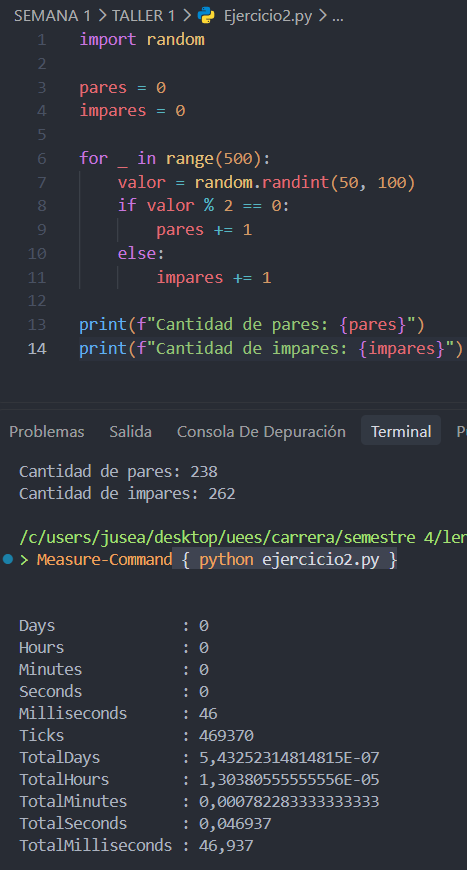 SEMANA 1 > TALLER 1 > Ejercicio2.py > ...
1 import random
2
3 pares = 0
4 impares = 0
5
6 for _ in range(500):
7     valor = random.randint(50, 100)
8     if valor % 2 == 0:
9         pares += 1
10     else:
11         impares += 1
12
13 print(f"Cantidad de pares: {pares}")
14 print(f"Cantidad de impares: {impares}")
Problemas Salida Consola De Depuración Terminal
Cantidad de pares: 238
Cantidad de impares: 262
/c/users/jusea/desktop/uees/carrera/semestre 4/len
> Measure-Command { python ejercicio2.py }
Days : 0
Hours : 0
Minutes : 0
Seconds : 0
Milliseconds : 46
Ticks : 469370
TotalDays : 5,43252314814815E-07
TotalHours : 1,30380555555556E-05
TotalMinutes : 0,000782283333333333
TotalSeconds : 0,046937
TotalMilliseconds : 46,937